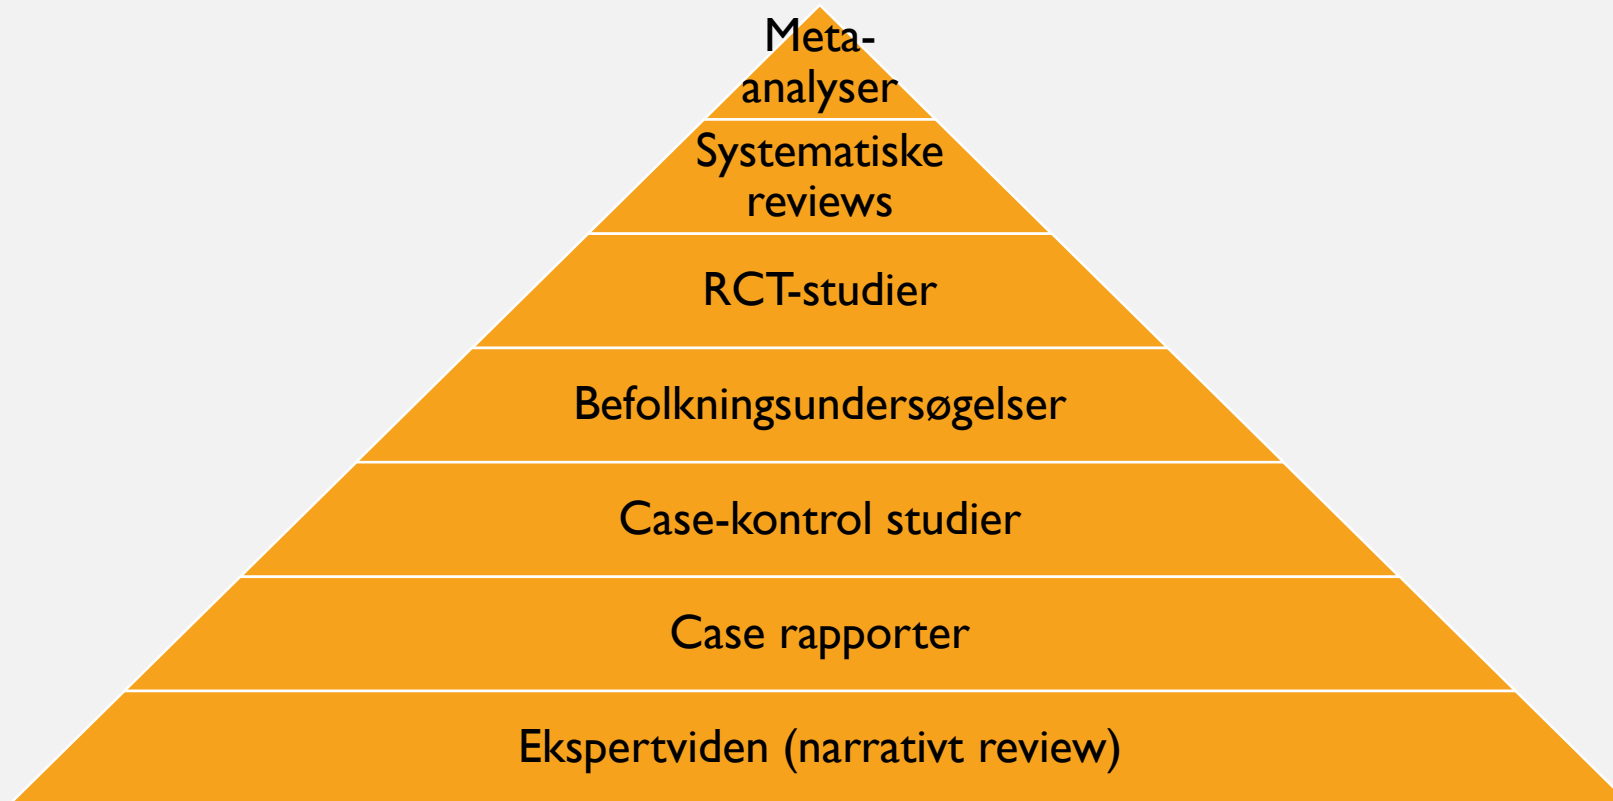 Meta-
analyser
Systematiske
reviews
RCT-studier
Befolkningsundersøgelser
Case-kontrol studier
Case rapporter
Ekspertviden (narrativt review)